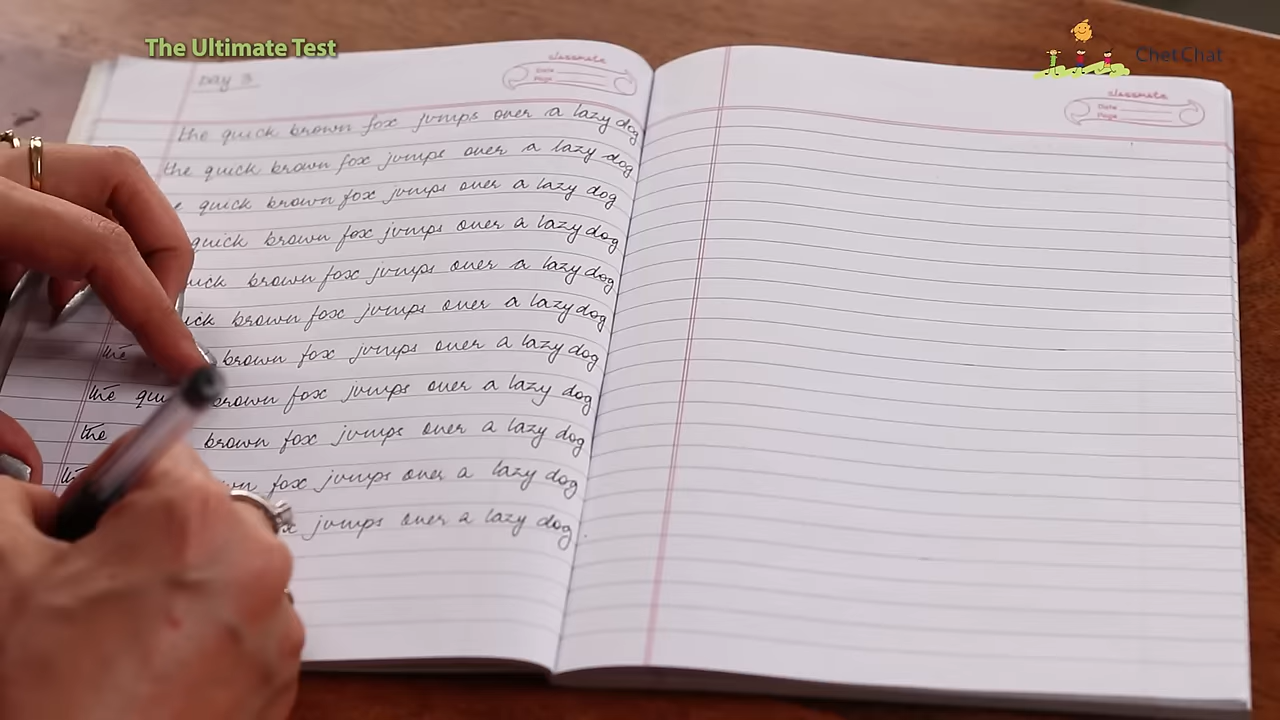 The Ultimate Test
ChetChat
Day 3
classmate
Date
Page
the quick brown fox jumps over a lazy dog
the quick brown fox jumps over a lazy dog
e quick brown fox jumps over a lazy dog
quick brown fox jumps over a lazy dog
uick brown fox jumps over a lazy dog
ick brown fox jumps over a lazy dog
the brown fox jumps over a lazy dog
the qui brown fox jumps over a lazy dog
the brown fox jumps over a lazy dog
wn fox jumps over a lazy dog
x jumps over a lazy dog
classmate
Date
Page